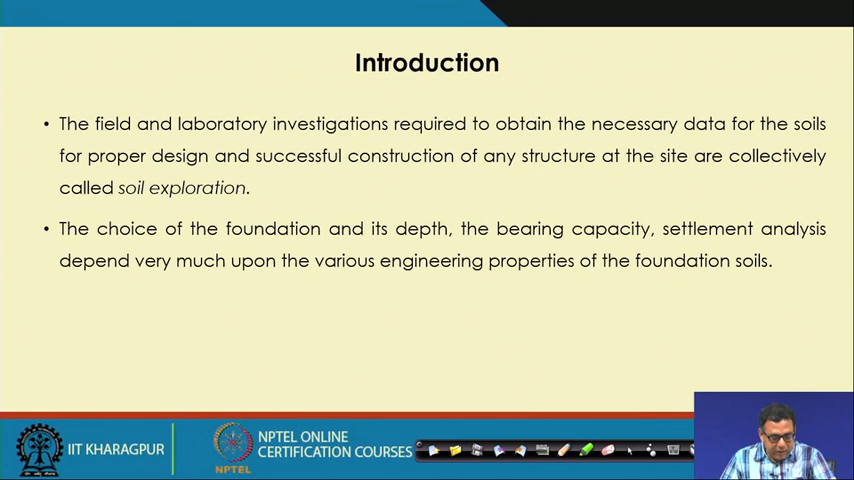 Introduction
• The field and laboratory investigations required to obtain the necessary data for the soils
for proper design and successful construction of any structure at the site are collectively
called soil exploration.
• The choice of the foundation and its depth, the bearing capacity, settlement analysis
depend very much upon the various engineering properties of the foundation soils.
IIT KHARAGPUR
NPTEL
NPTEL ONLINE
CERTIFICATION COURSES